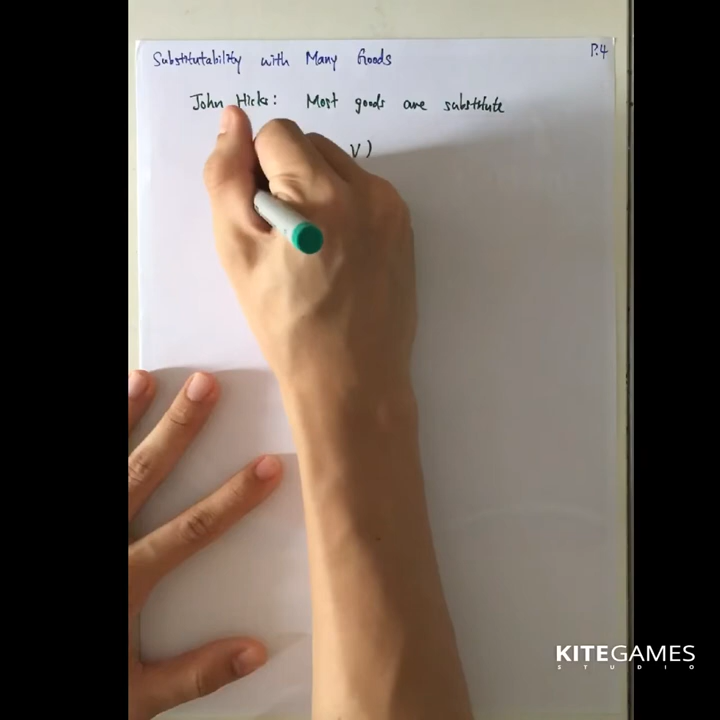 Substitutability with Many Goods
P.4
John Hicks: Most goods are substitute
V)
KITEGAMES
STUDIO